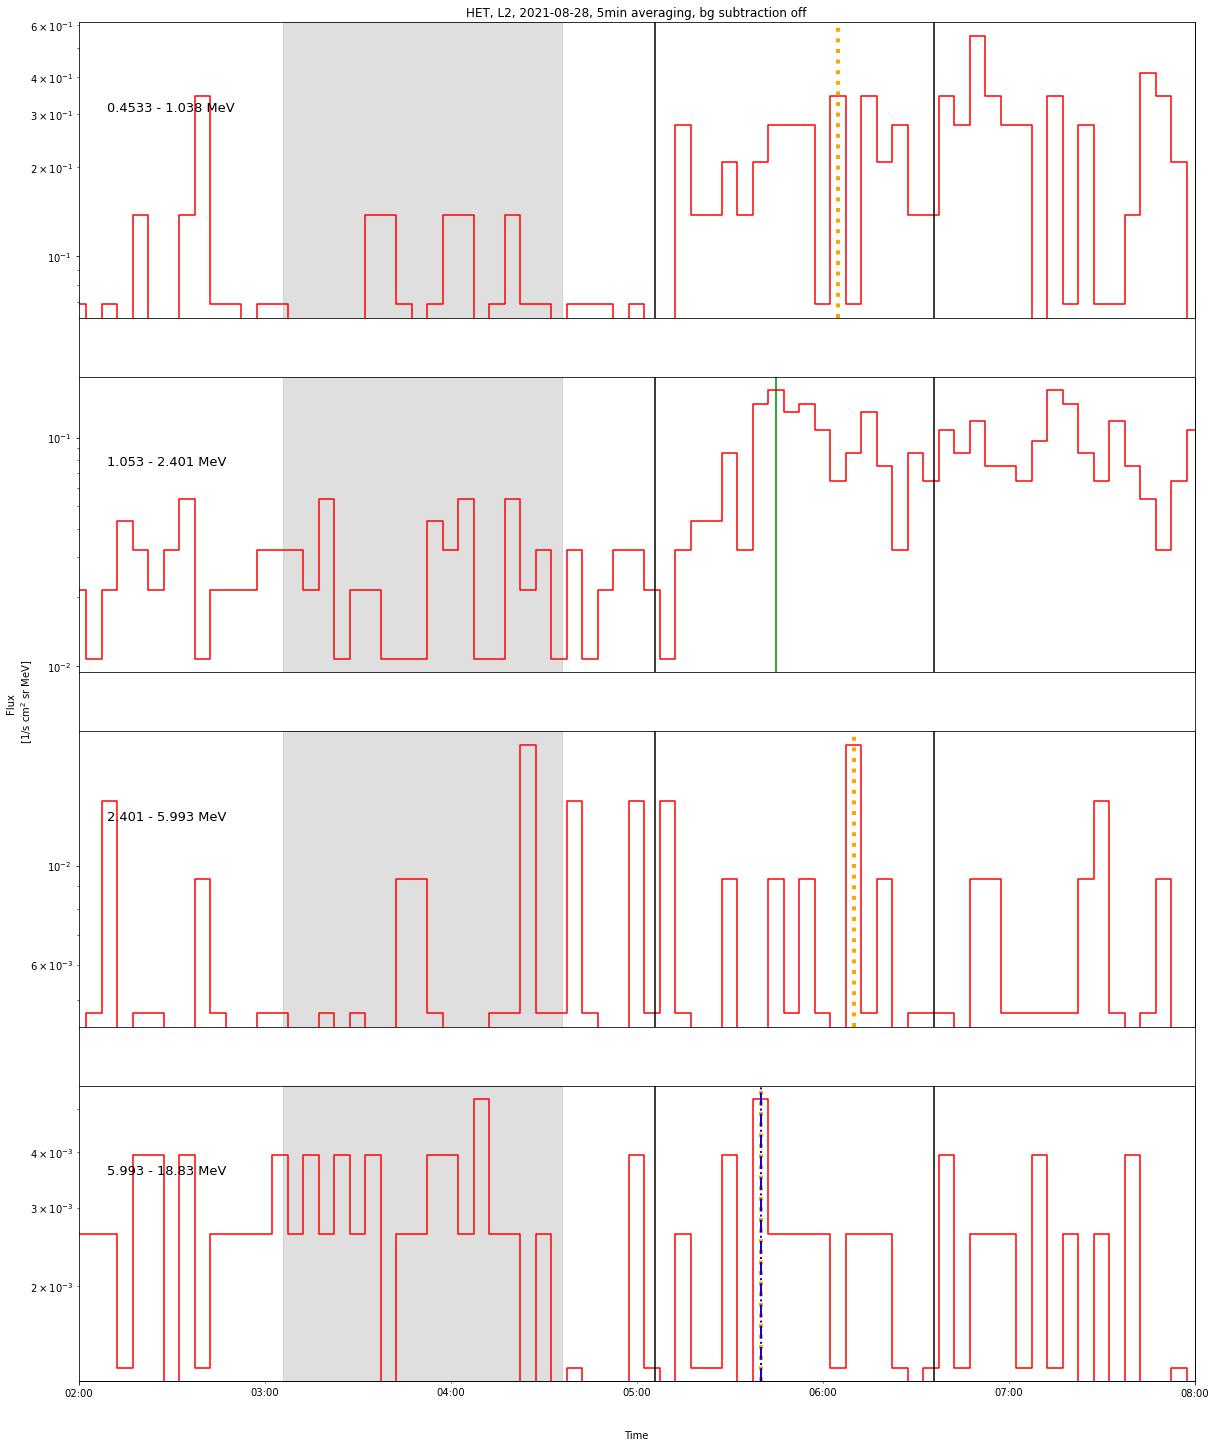 HET, L2, 2021-08-28, 5min averaging, bg subtraction off
6 × 10⁻¹
4 × 10⁻¹
3 × 10⁻¹
2 × 10⁻¹
10⁻¹
0.4533 - 1.038 MeV
10⁻¹
10⁻²
1.053 - 2.401 MeV
Flux
[1/s cm² sr MeV]
10⁻²
6 × 10⁻³
2.401 - 5.993 MeV
4 × 10⁻³
3 × 10⁻³
2 × 10⁻³
5.993 - 18.83 MeV
02:00 03:00 04:00 05:00 06:00 07:00 08:00
Time